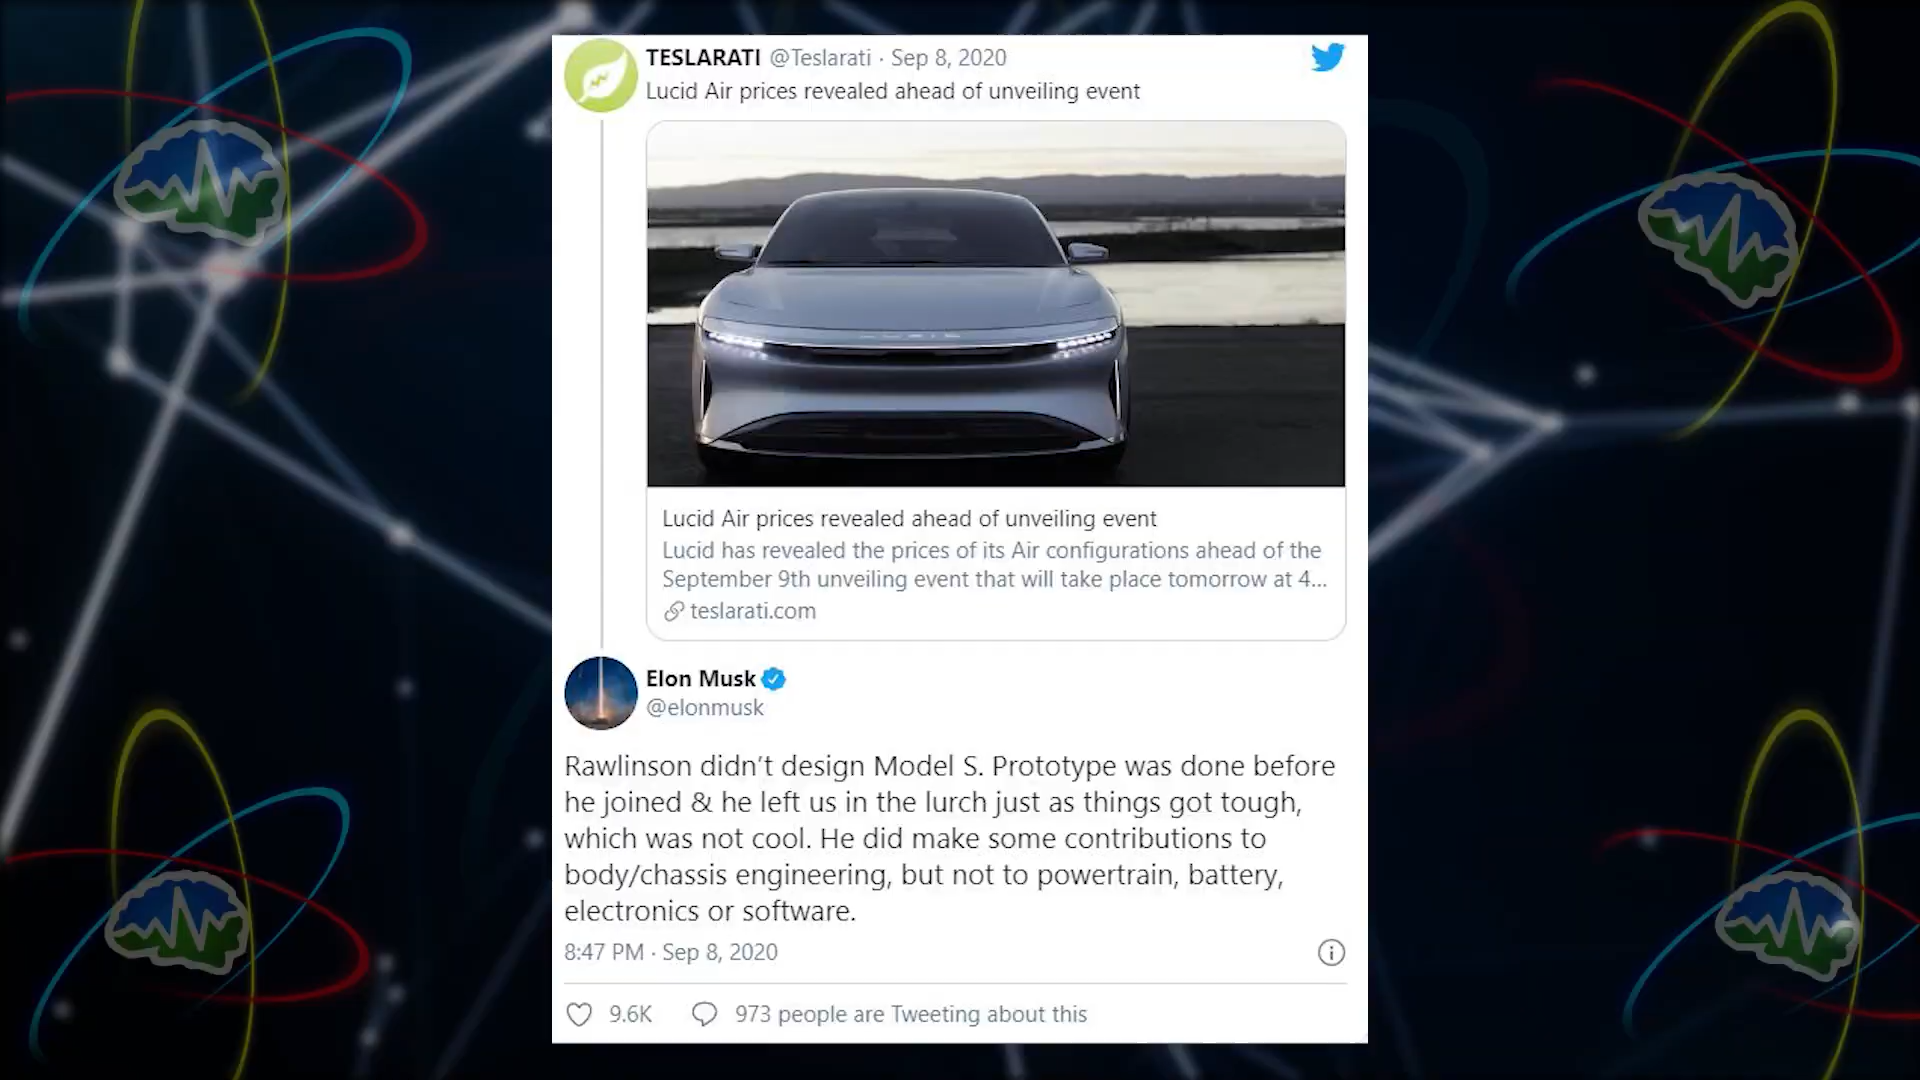 TESLARATI @Teslarati · Sep 8, 2020
Lucid Air prices revealed ahead of unveiling event
LUCID
Lucid Air prices revealed ahead of unveiling event
Lucid has revealed the prices of its Air configurations ahead of the
September 9th unveiling event that will take place tomorrow at 4...
teslarati.com
Elon Musk
@elonmusk
Rawlinson didn't design Model S. Prototype was done before
he joined & he left us in the lurch just as things got tough,
which was not cool. He did make some contributions to
body/chassis engineering, but not to powertrain, battery,
electronics or software.
8:47 PM · Sep 8, 2020
9.6K 973 people are Tweeting about this